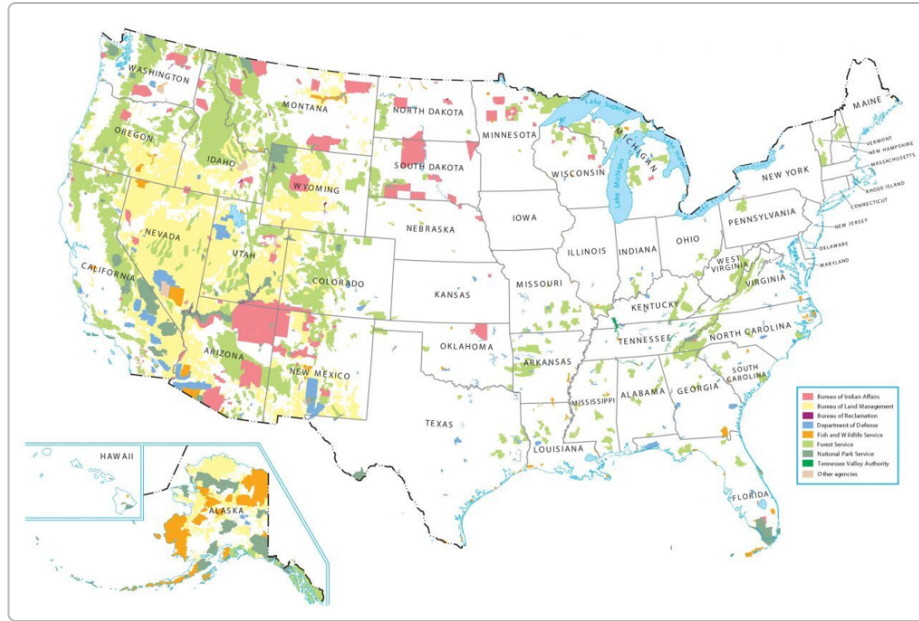 WASHINGTON
OREGON
IDAHO
MONTANA
NORTH DAKOTA
SOUTH DAKOTA
MINNESOTA
WISCONSIN
MICHIGAN
Lake Superior
Lake Michigan
WYOMING
NEBRASKA
IOWA
NEVADA
UTAH
COLORADO
CALIFORNIA
KANSAS
MISSOURI
ILLINOIS
INDIANA
OHIO
PENNSYLVANIA
NEW YORK
MAINE
VERMONT
NEW HAMPSHIRE
MASSACHUSETTS
RHODE ISLAND
CONNECTICUT
NEW JERSEY
DELAWARE
MARYLAND
DC
WEST
VIRGINIA
VIRGINIA
KENTUCKY
TENNESSEE
NORTH CAROLINA
SOUTH
CAROLINA
ARIZONA
NEW MEXICO
OKLAHOMA
ARKANSAS
TEXAS
LOUISIANA
MISSISSIPPI
ALABAMA
GEORGIA
FLORIDA
HAWAII
ALASKA
Bureau of Indian Affairs
Bureau of Land Management
Bureau of Reclamation
Department of Defense
Fish and Wildlife Service
Forest Service
National Park Service
Tennessee Valley Authority
Other agencies